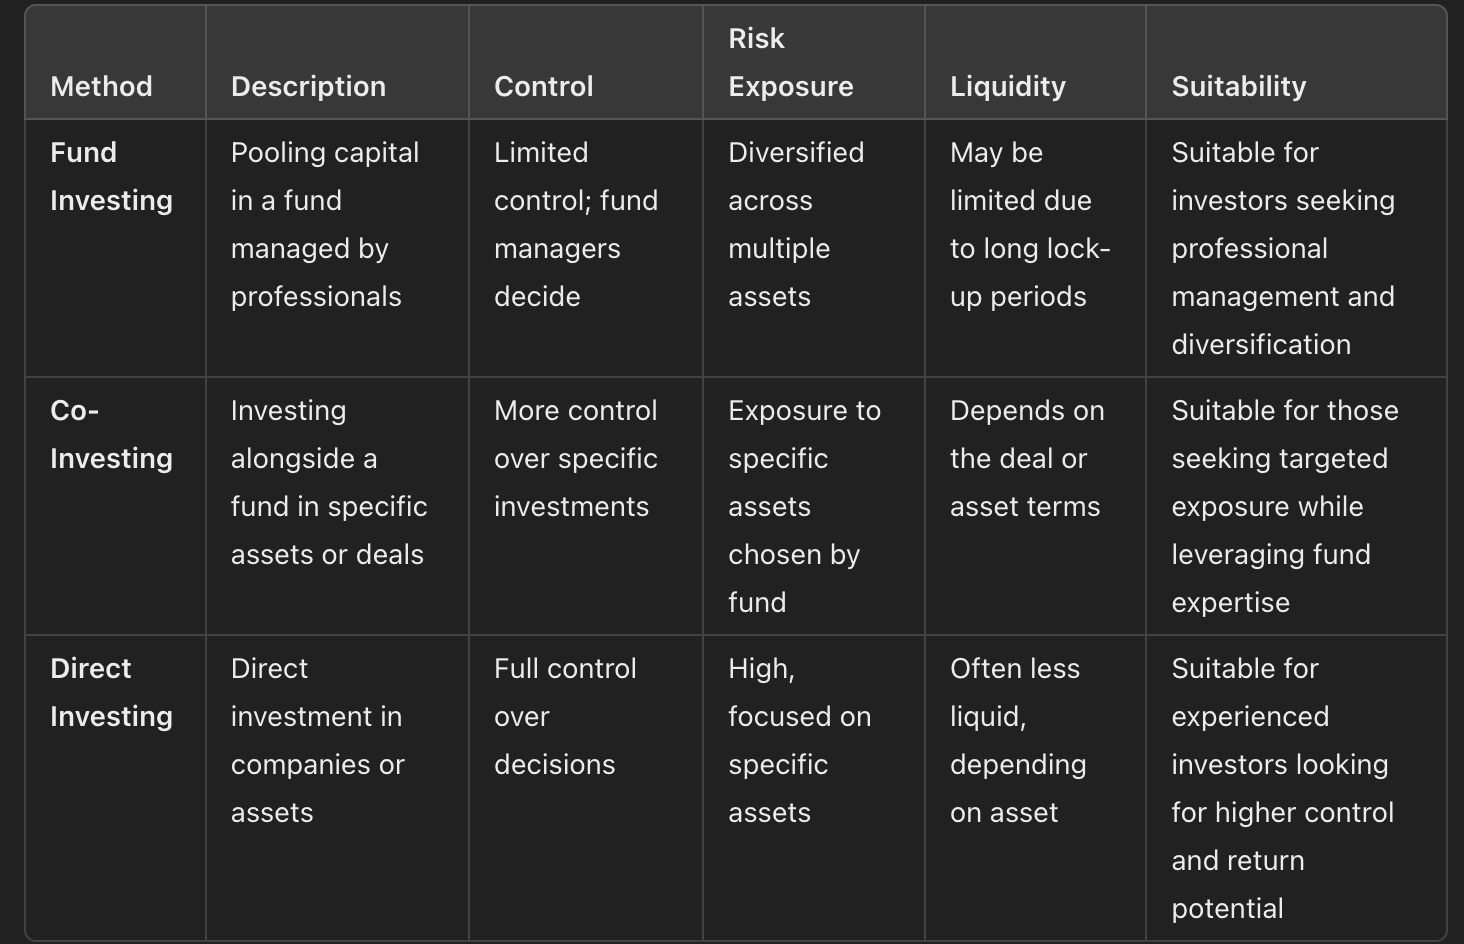 Method
Description
Control
Risk
Exposure
Liquidity
Suitability
Fund
Investing
Pooling capital
in a fund
managed by
professionals
Limited
control; fund
managers
decide
Diversified
across
multiple
assets
May be
limited due
to long lock-
up periods
Suitable for
investors seeking
professional
management and
diversification
Co-
Investing
Investing
alongside a
fund in specific
assets or deals
More control
over specific
investments
Exposure to
specific
assets
chosen by
fund
Depends on
the deal or
asset terms
Suitable for those
seeking targeted
exposure while
leveraging fund
expertise
Direct
Investing
Direct
investment in
companies or
assets
Full control
over
decisions
High,
focused on
specific
assets
Often less
liquid,
depending
on asset
Suitable for
experienced
investors looking
for higher control
and return
potential